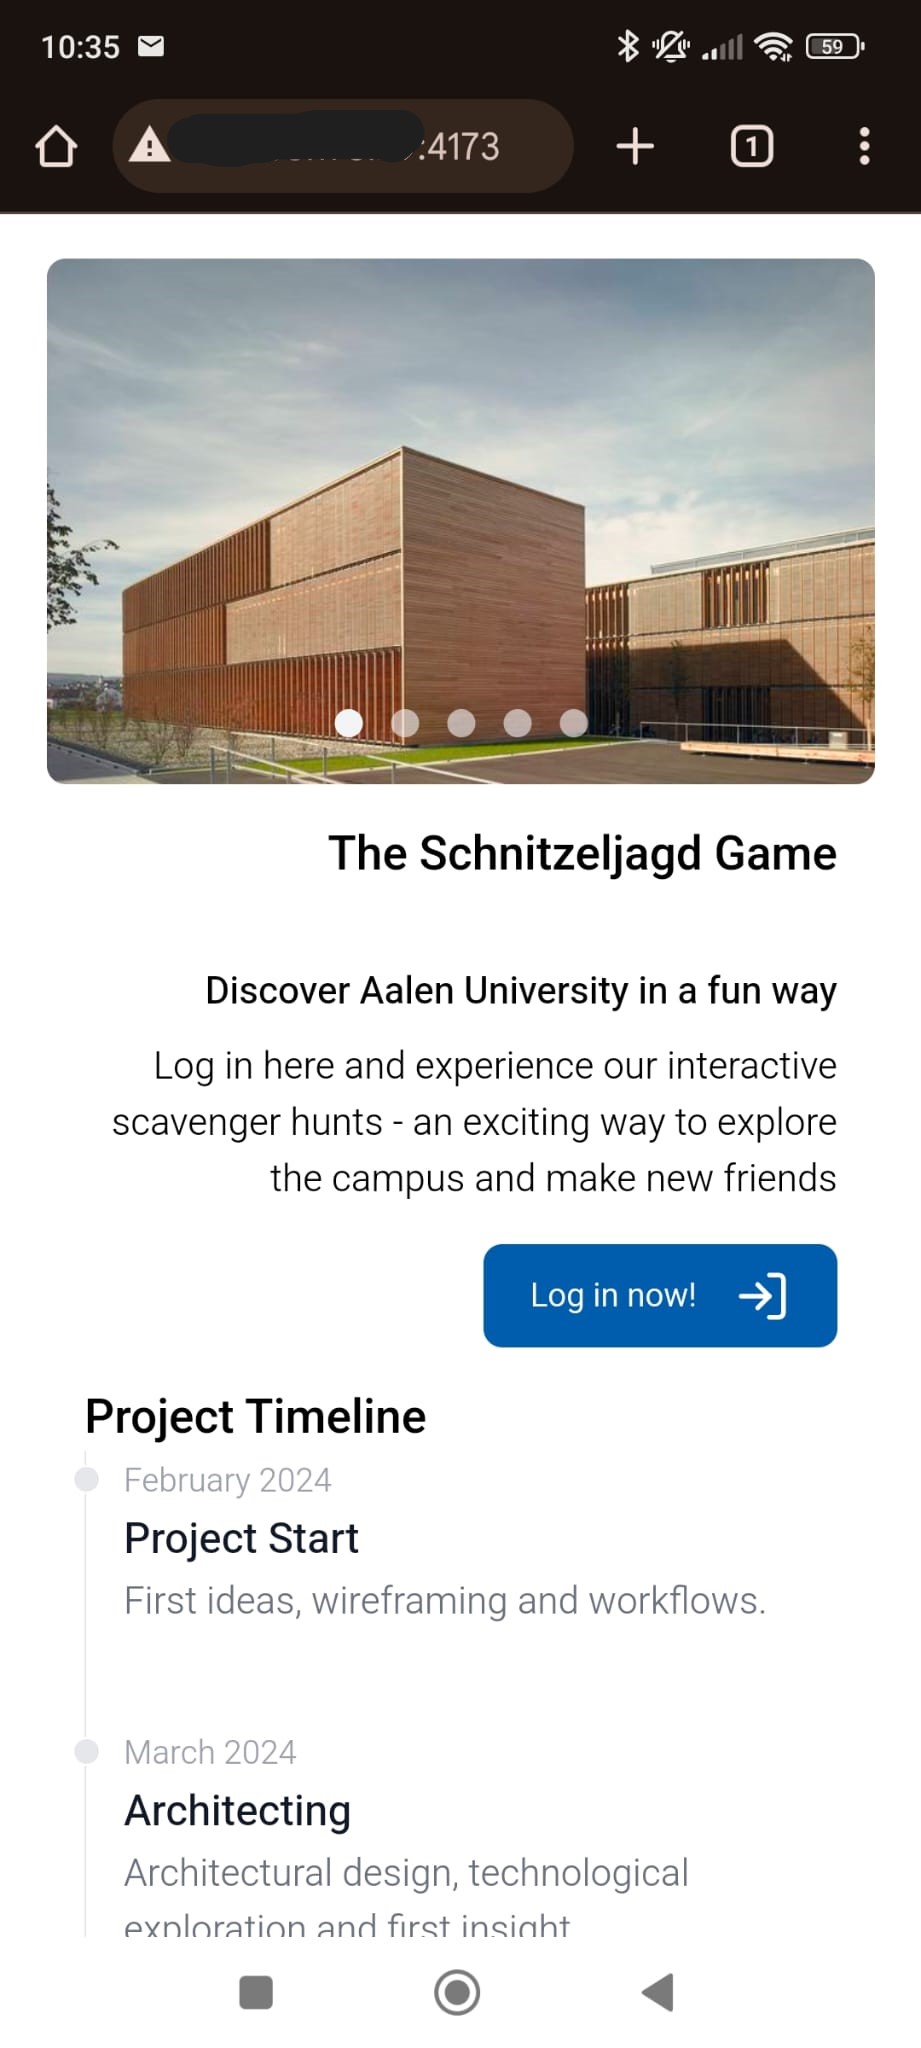 10:35
59
:4173
1
The Schnitzeljagd Game
Discover Aalen University in a fun way
Log in here and experience our interactive
scavenger hunts - an exciting way to explore
the campus and make new friends
Log in now!
Project Timeline
February 2024
Project Start
First ideas, wireframing and workflows.
March 2024
Architecting
Architectural design, technological
exploration and first insight